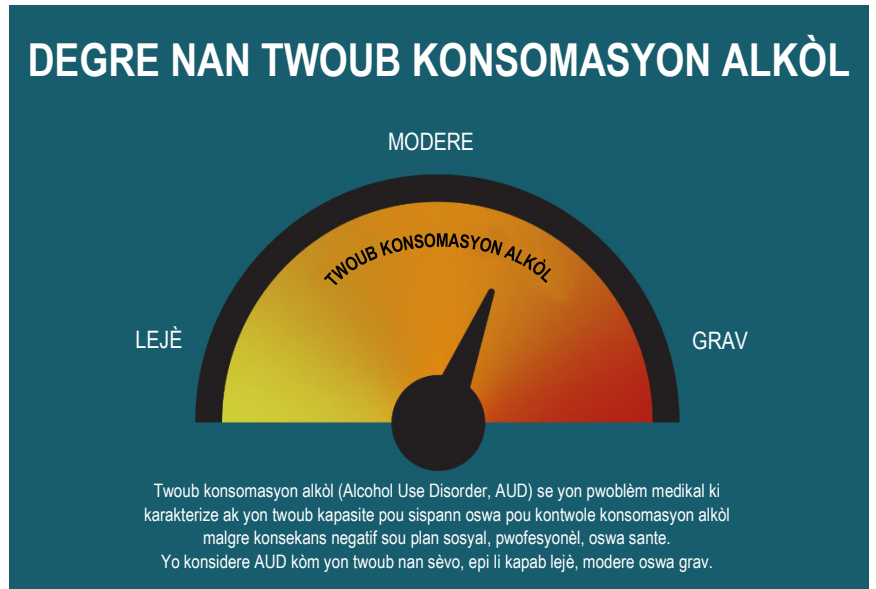 DEGRE NAN TWOUB KONSOMASYON ALKÒL
MODERE
TWOUB KONSOMASYON ALKÒL
LEJÈ
GRAV
Twoub konsomasyon alkòl (Alcohol Use Disorder, AUD) se yon pwoblèm medikal ki
karakterize ak yon twoub kapasite pou sispann oswa pou kontwole konsomasyon alkòl
malgre konsekans negatif sou plan sosyal, pwofesyonèl, oswa sante.
Yo konsidere AUD kòm yon twoub nan sèvo, epi li kapab lejè, modere oswa grav.